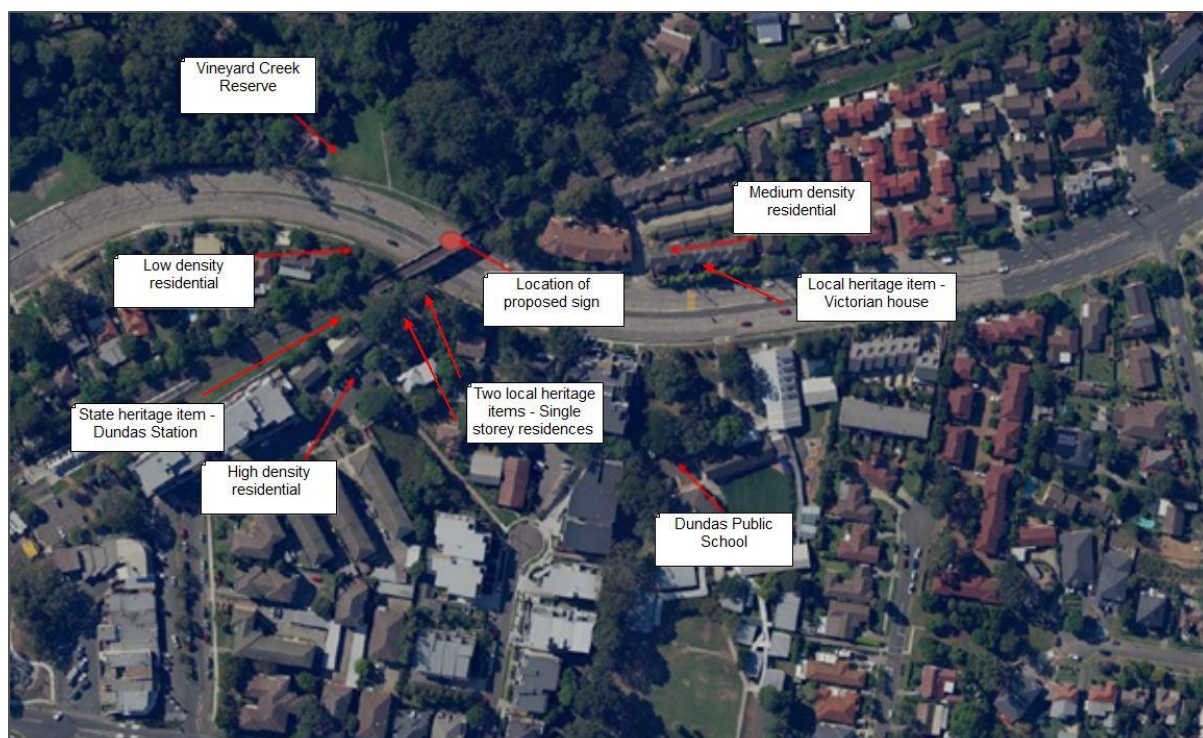 Vineyard Creek
Reserve
Medium density
residential
Low density
residential
Location of
proposed sign
Local heritage item -
Victorian house
State heritage item -
Dundas Station
Two local heritage
items - Single
storey residences
High density
residential
Dundas Public
School